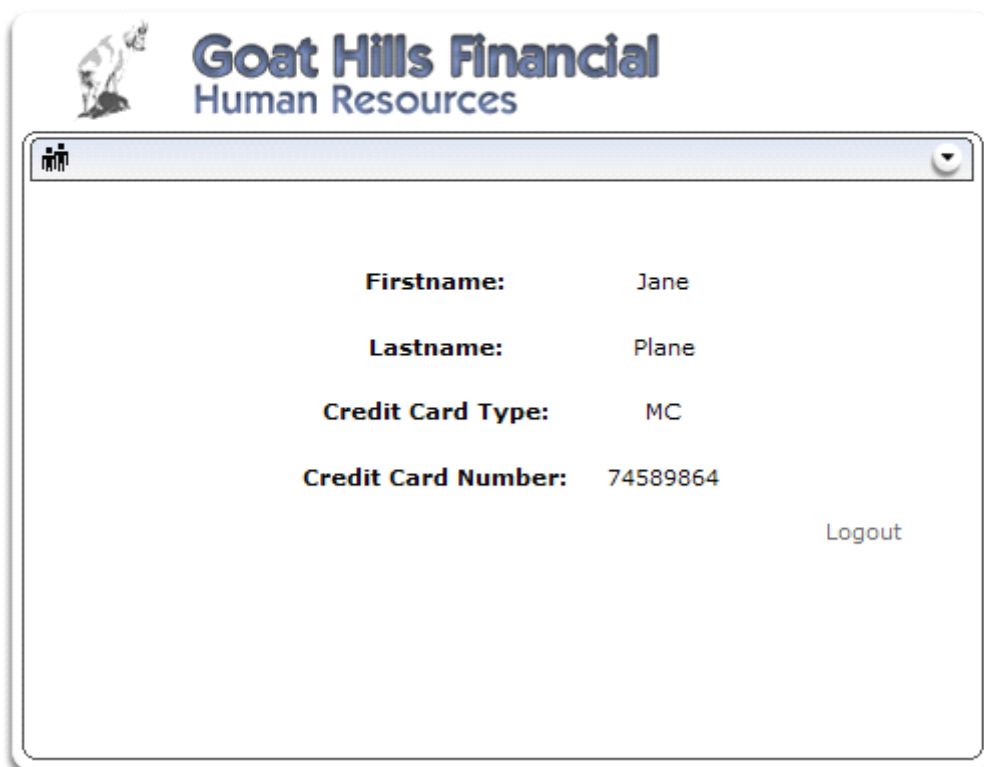 Goat Hills Financial
Human Resources
Firstname: Jane
Lastname: Plane
Credit Card Type: MC
Credit Card Number: 74589864
Logout